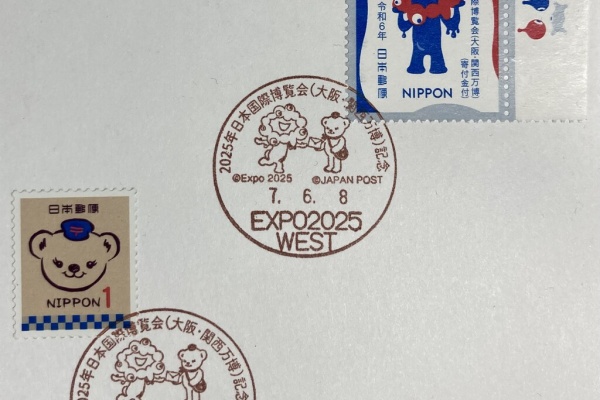 際博覧会(大阪・関西万博)
(寄付金付
令和6年 日本郵便
NIPPON
2025年日本国際博覧会(大阪・関西万博)記念
©Expo 2025 ©JAPAN POST
7. 6. 8
EXPO2025
WEST
日本郵便
NIPPON 1
2025年日本国際博覧会(大阪・関西万博)記念